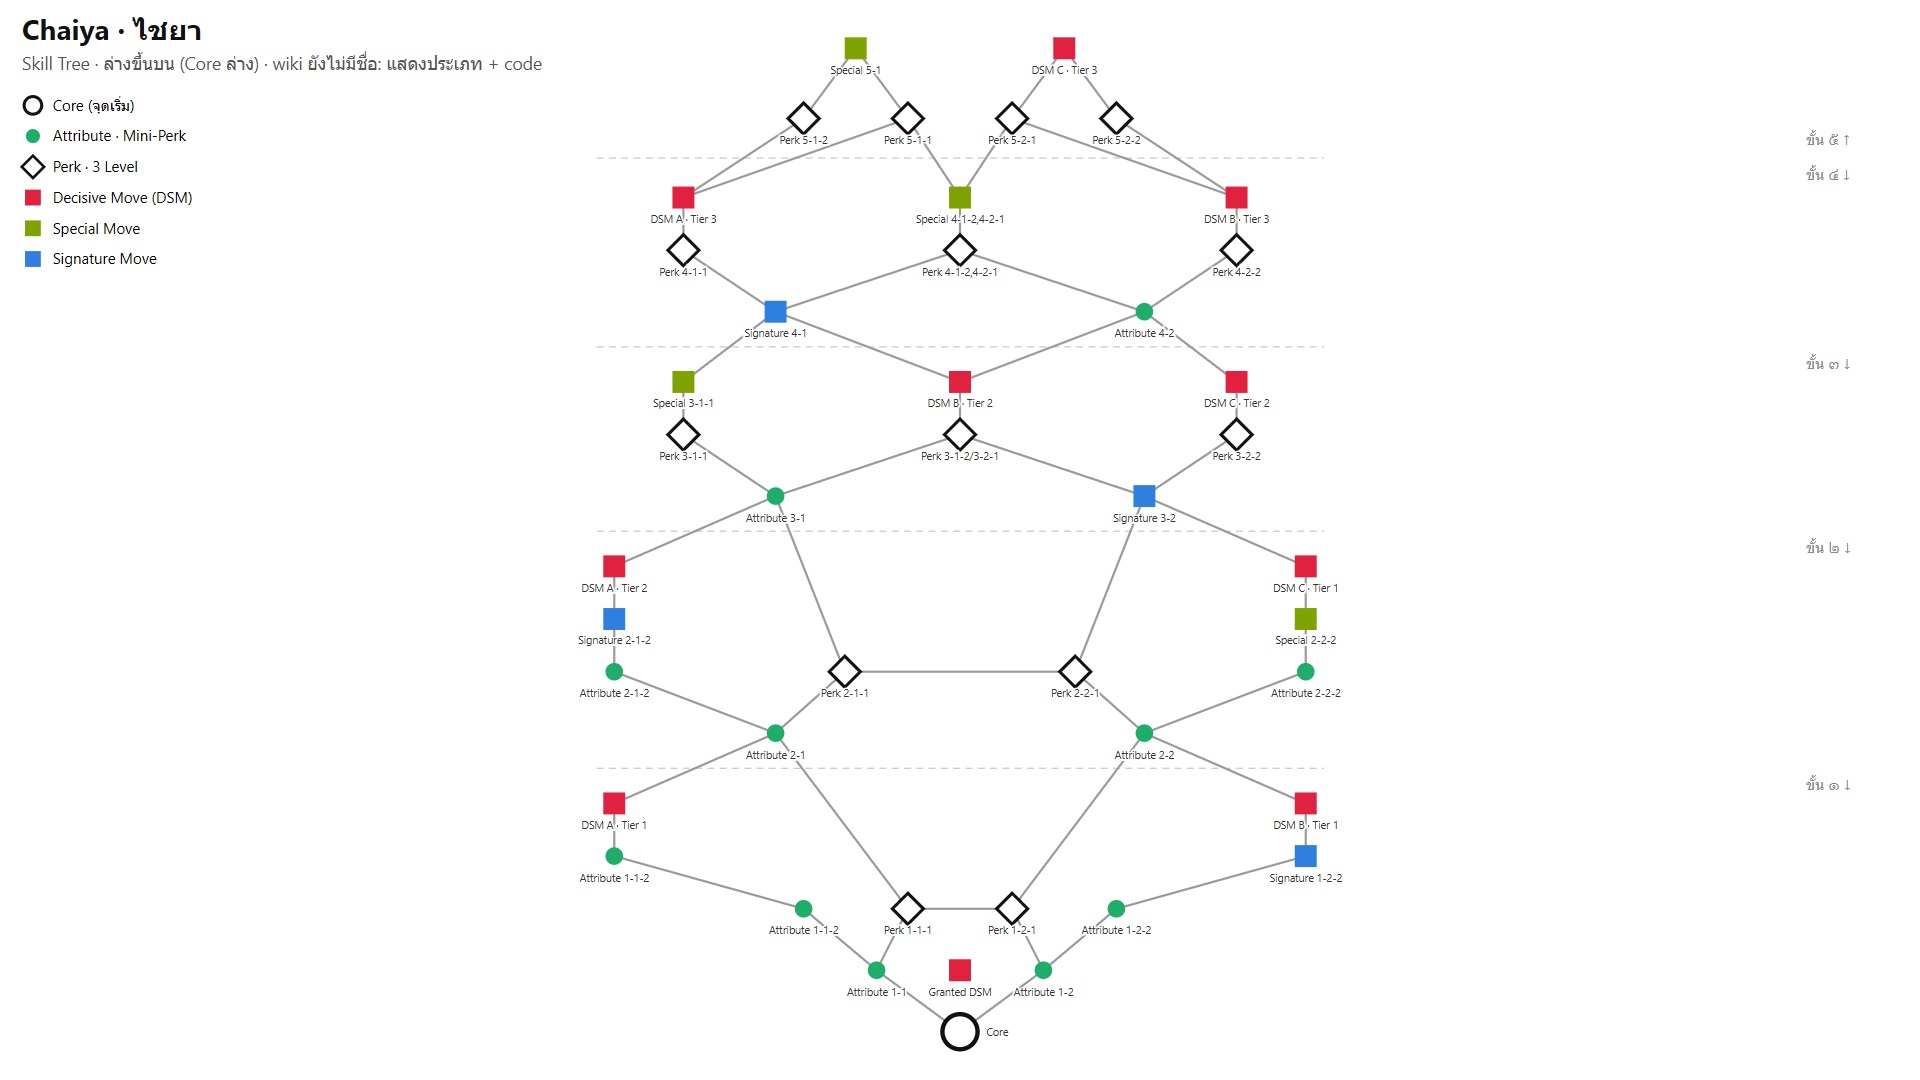 Chaiya · ไชยา
Skill Tree · ล่างขึ้นบน (Core ล่าง) · wiki ยังไม่มีชื่อ: แสดงประเภท + code
Core (จุดเริ่ม)
Attribute · Mini-Perk
Perk · 3 Level
Decisive Move (DSM)
Special Move
Signature Move
Special 5-1
DSM C · Tier 3
Perk 5-1-2
Perk 5-1-1
Perk 5-2-1
Perk 5-2-2
ขั้น ๕ ↑
ขั้น ๔ ↓
DSM A · Tier 3
Special 4-1-2,4-2-1
DSM B · Tier 3
Perk 4-1-1
Perk 4-1-2,4-2-1
Perk 4-2-2
Signature 4-1
Attribute 4-2
ขั้น ๓ ↓
Special 3-1-1
DSM B · Tier 2
DSM C · Tier 2
Perk 3-1-1
Perk 3-1-2/3-2-1
Perk 3-2-2
Attribute 3-1
Signature 3-2
ขั้น ๒ ↓
DSM A · Tier 2
DSM C · Tier 1
Signature 2-1-2
Special 2-2-2
Attribute 2-1-2
Perk 2-1-1
Perk 2-2-1
Attribute 2-2-2
Attribute 2-1
Attribute 2-2
ขั้น ๑ ↓
DSM A · Tier 1
DSM B · Tier 1
Attribute 1-1-2
Signature 1-2-2
Attribute 1-1-2
Perk 1-1-1
Perk 1-2-1
Attribute 1-2-2
Attribute 1-1
Granted DSM
Attribute 1-2
Core